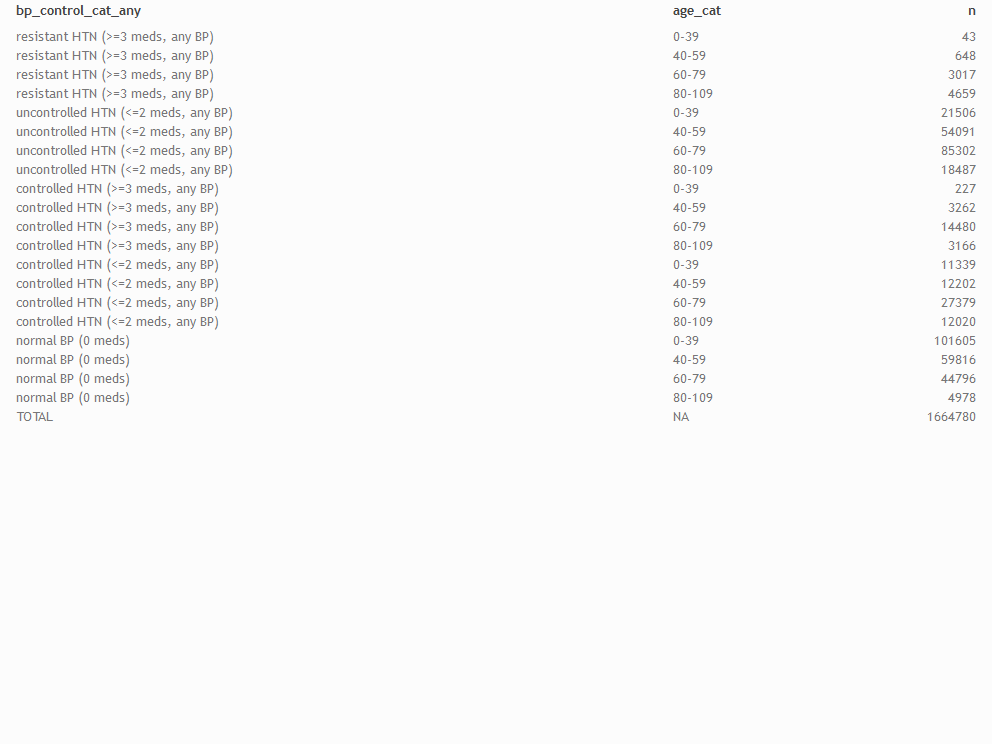 bp_control_cat_any age_cat n
resistant HTN (>=3 meds, any BP) 0-39 43
resistant HTN (>=3 meds, any BP) 40-59 648
resistant HTN (>=3 meds, any BP) 60-79 3017
resistant HTN (>=3 meds, any BP) 80-109 4659
uncontrolled HTN (<=2 meds, any BP) 0-39 21506
uncontrolled HTN (<=2 meds, any BP) 40-59 54091
uncontrolled HTN (<=2 meds, any BP) 60-79 85302
uncontrolled HTN (<=2 meds, any BP) 80-109 18487
controlled HTN (>=3 meds, any BP) 0-39 227
controlled HTN (>=3 meds, any BP) 40-59 3262
controlled HTN (>=3 meds, any BP) 60-79 14480
controlled HTN (>=3 meds, any BP) 80-109 3166
controlled HTN (<=2 meds, any BP) 0-39 11339
controlled HTN (<=2 meds, any BP) 40-59 12202
controlled HTN (<=2 meds, any BP) 60-79 27379
controlled HTN (<=2 meds, any BP) 80-109 12020
normal BP (0 meds) 0-39 101605
normal BP (0 meds) 40-59 59816
normal BP (0 meds) 60-79 44796
normal BP (0 meds) 80-109 4978
TOTAL NA 1664780